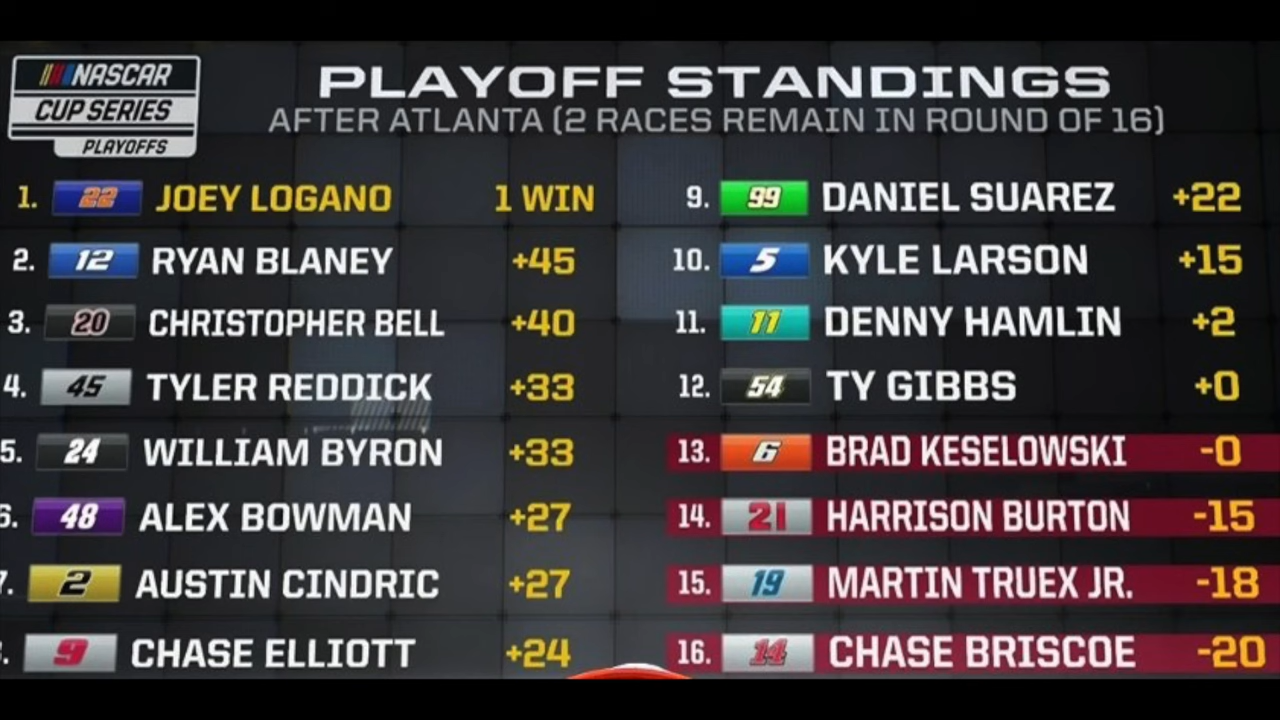 NASCAR
CUP SERIES
PLAYOFFS
PLAYOFF STANDINGS
AFTER ATLANTA (2 RACES REMAIN IN ROUND OF 16)
1. 22 JOEY LOGANO 1 WIN
2. 12 RYAN BLANEY +45
3. 20 CHRISTOPHER BELL +40
4. 45 TYLER REDDICK +33
5. 24 WILLIAM BYRON +33
6. 48 ALEX BOWMAN +27
7. 2 AUSTIN CINDRIC +27
. 9 CHASE ELLIOTT +24
9. 99 DANIEL SUAREZ +22
10. 5 KYLE LARSON +15
11. 11 DENNY HAMLIN +2
12. 54 TY GIBBS +0
13. 6 BRAD KESELOWSKI -0
14. 21 HARRISON BURTON -15
15. 19 MARTIN TRUEX JR. -18
16. 14 CHASE BRISCOE -20